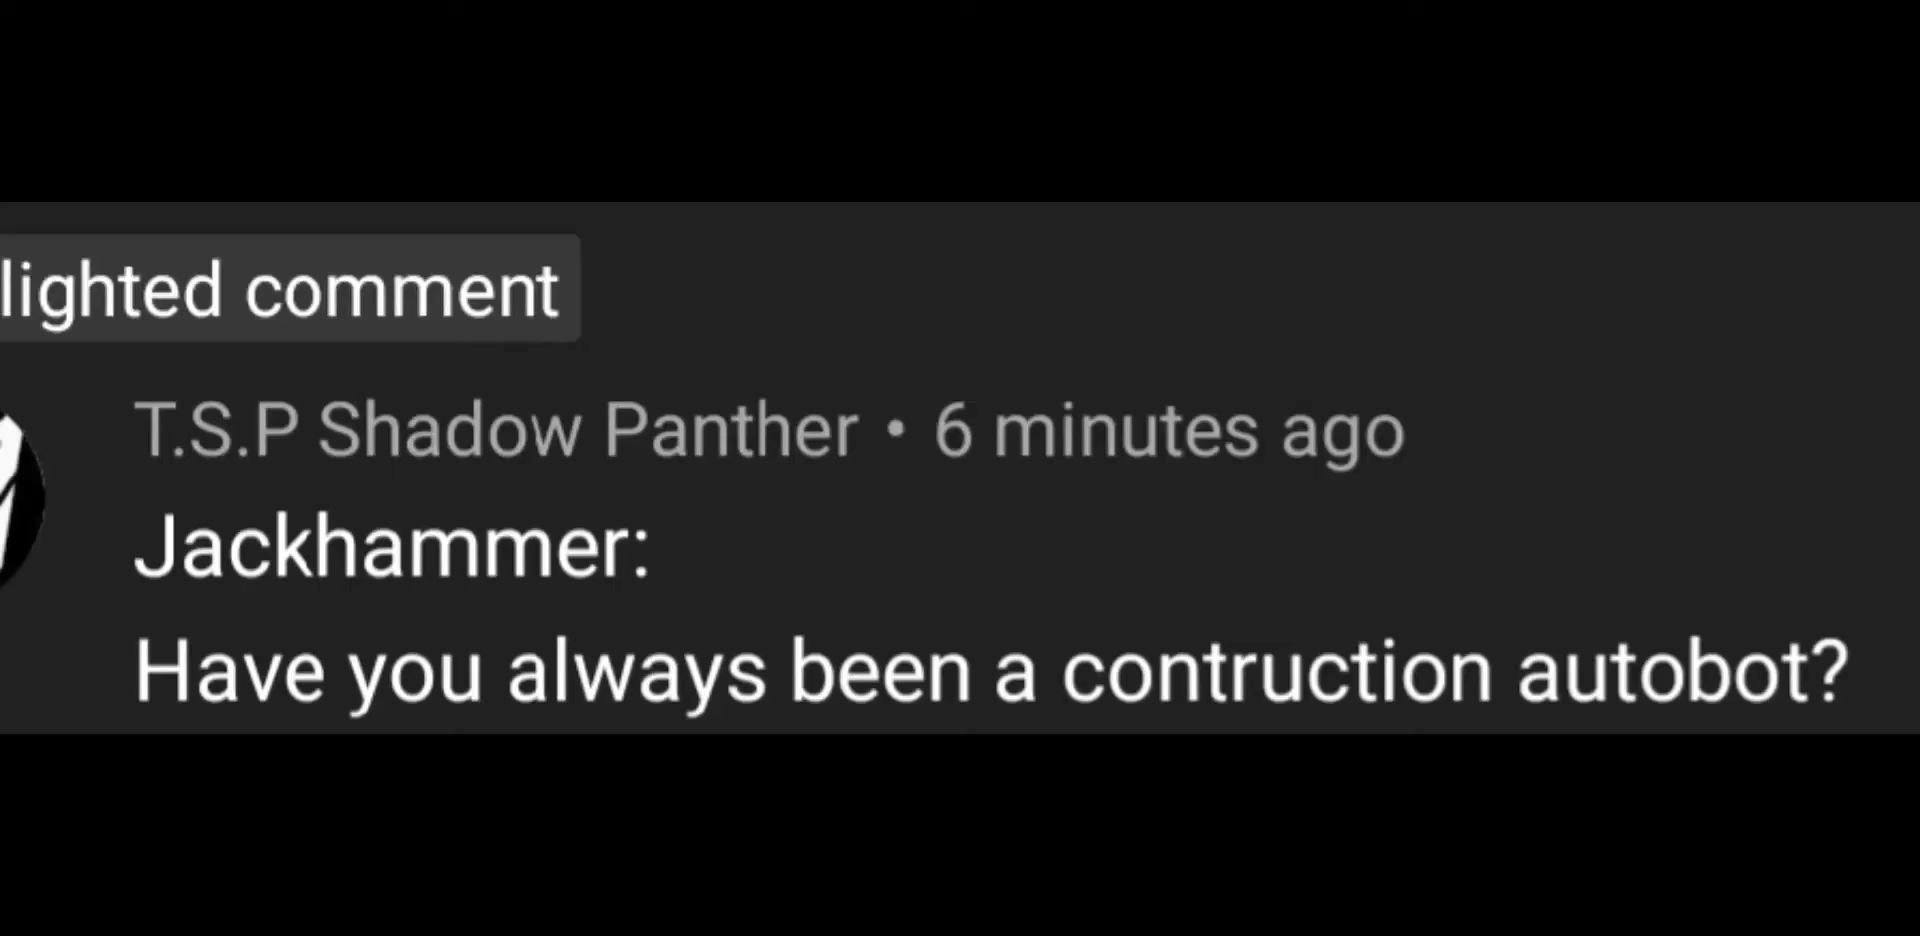 lighted comment
T.S.P Shadow Panther • 6 minutes ago
Jackhammer:
Have you always been a contruction autobot?